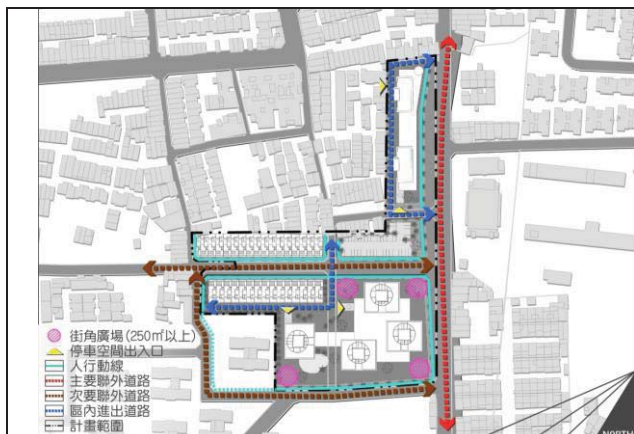 街角廣場(250㎡以上)
停車空間出入口
人行動線
主要聯外道路
次要聯外道路
區內進出道路
計畫範圍
NORTH